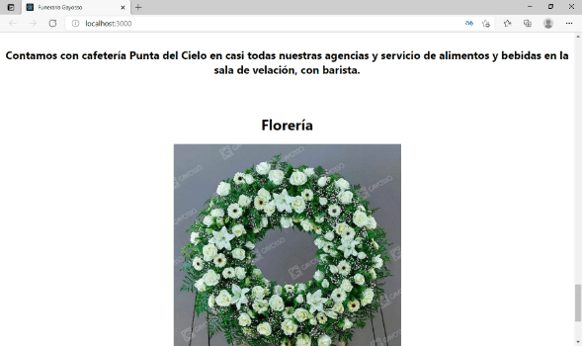 Funeraria Gayosso
localhost:3000
Contamos con cafetería Punta del Cielo en casi todas nuestras agencias y servicio de alimentos y bebidas en la
sala de velación, con barista.
Florería
GAYOSSO
GAYOSSO
GAYOSSO
GAYOSSO